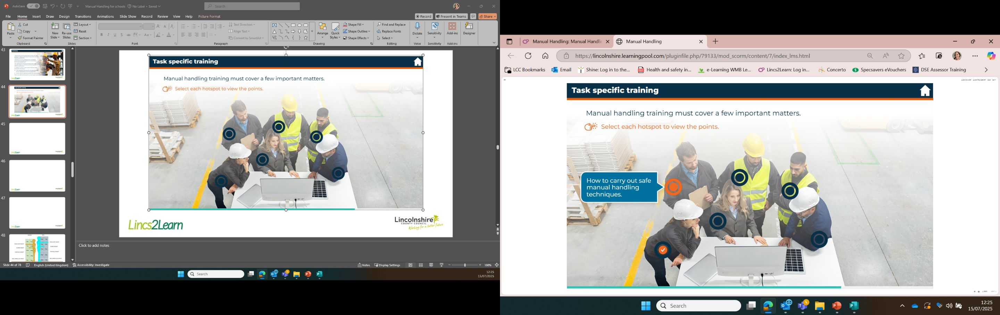 AutoSave
Manual Handling for schools
No Label • Saved
Search
File
Home
Insert
Draw
Design
Transitions
Animations
Slide Show
Record
Review
View
Help
Picture Format
Record
Present in Teams
Share
Paste
Cut
Copy
Format Painter
Clipboard
New
Slide
Re-use
Slides
Layout
Reset
Section
Slides
Font
Text Direction
Align Text
Convert to SmartArt
Paragraph
Arrange
Quick
Styles
Shape Fill
Shape Outline
Shape Effects
Drawing
Find and Replace
Replace Fonts
Select
Editing
Dictate
Voice
Sensitivity
Sensitivity
Add-ins
Add-ins
Designer
43
44
45
46
47
48
Task specific training
Manual handling training must cover a few important matters.
Select each hotspot to view the points.
Lincs2Learn
Lincolnshire
COUNTY COUNCIL
Working for a better future
Click to add notes
Slide 44 of 78
English (United Kingdom)
Accessibility: Investigate
Notes
Display Settings
100%
Search
12:25
15/07/2025
Manual Handling: Manual Handli
Manual Handling
https://lincolnshire.learningpool.com/pluginfile.php/79133/mod_scorm/content/7/index_lms.html
LCC Bookmarks
Email
Shine: Log in to the...
Health and safety in...
e-Learning WMB Le...
Lincs2Learn: Log in...
Concerto
Specsavers eVouchers
DSE Assessor Training
Task specific training
Manual handling training must cover a few important matters.
Select each hotspot to view the points.
How to carry out safe
manual handling
techniques.
Search
12:25
15/07/2025